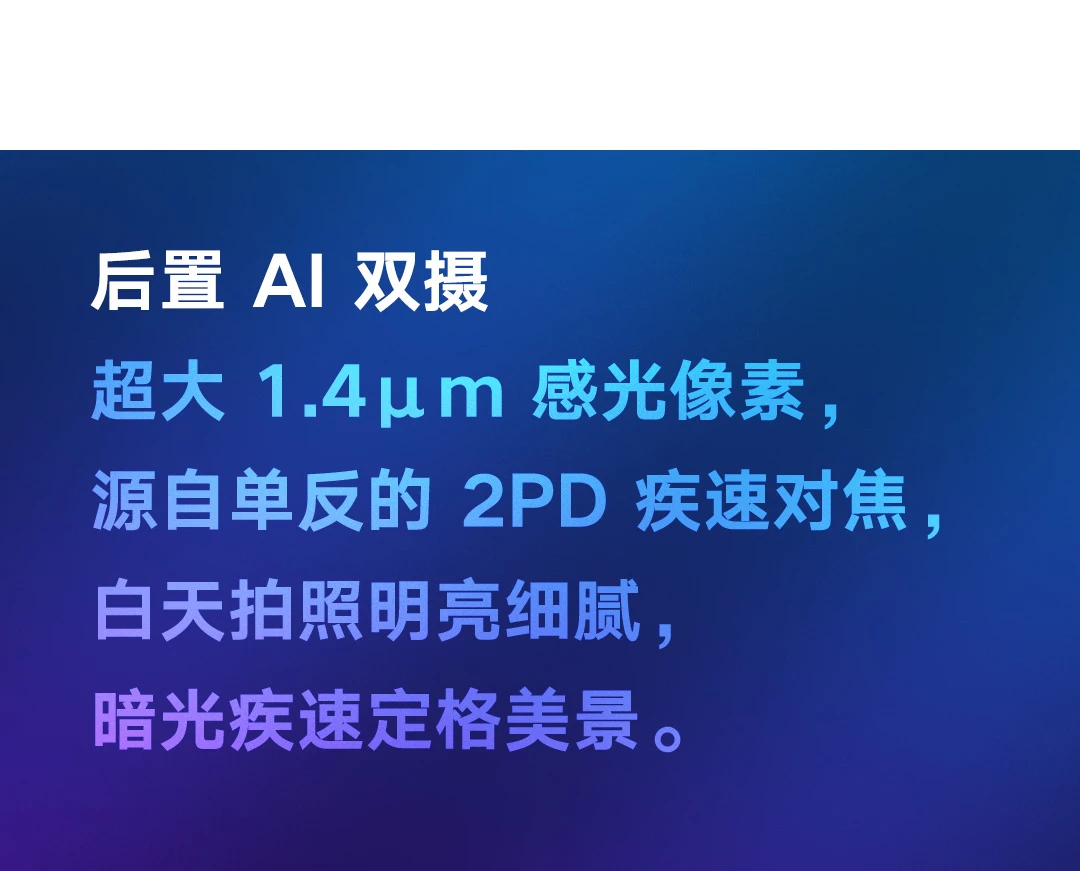 后置 AI 双摄
超大 1.4μm 感光像素，
源自单反的 2PD 疾速对焦，
白天拍照明亮细腻，
暗光疾速定格美景。